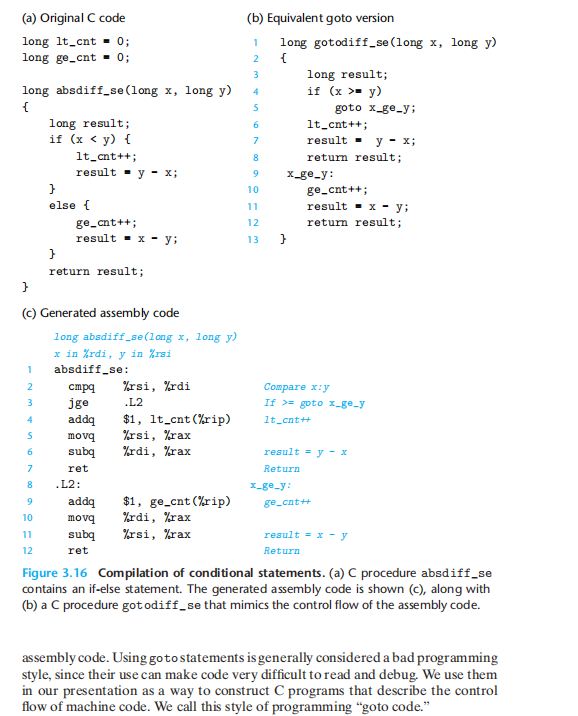 (a) Original C code
long lt_cnt = 0;
long ge_cnt = 0;

long absdiff_se(long x, long y)
{
    long result;
    if (x < y) {
        lt_cnt++;
        result = y - x;
    }
    else {
        ge_cnt++;
        result = x - y;
    }
    return result;
}
(b) Equivalent goto version
1 long gotodiff_se(long x, long y)
2 {
3     long result;
4     if (x >= y)
5         goto x_ge_y;
6     lt_cnt++;
7     result = y - x;
8     return result;
9  x_ge_y:
10     ge_cnt++;
11     result = x - y;
12     return result;
13 }
(c) Generated assembly code
long absdiff_se(long x, long y)
x in %rdi, y in %rsi
1 absdiff_se:
2   cmpq %rsi, %rdi Compare x:y
3   jge .L2 If >= goto x_ge_y
4   addq $1, lt_cnt(%rip) lt_cnt++
5   movq %rsi, %rax
6   subq %rdi, %rax result = y - x
7   ret Return
8 .L2: x_ge_y:
9   addq $1, ge_cnt(%rip) ge_cnt++
10   movq %rdi, %rax
11   subq %rsi, %rax result = x - y
12   ret Return
Figure 3.16 Compilation of conditional statements. (a) C procedure absdiff_se
contains an if-else statement. The generated assembly code is shown (c), along with
(b) a C procedure gotodiff_se that mimics the control flow of the assembly code.
assembly code. Using goto statements is generally considered a bad programming
style, since their use can make code very difficult to read and debug. We use them
in our presentation as a way to construct C programs that describe the control
flow of machine code. We call this style of programming “goto code.”